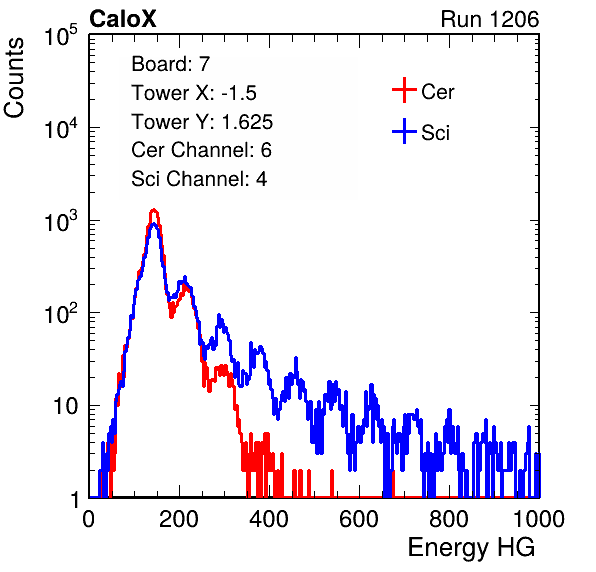 CaloX Run 1206
Counts
Board: 7
Tower X: -1.5
Tower Y: 1.625
Cer Channel: 6
Sci Channel: 4
Cer
Sci
10^5
10^4
10^3
10^2
10
1
0 200 400 600 800 1000
Energy HG